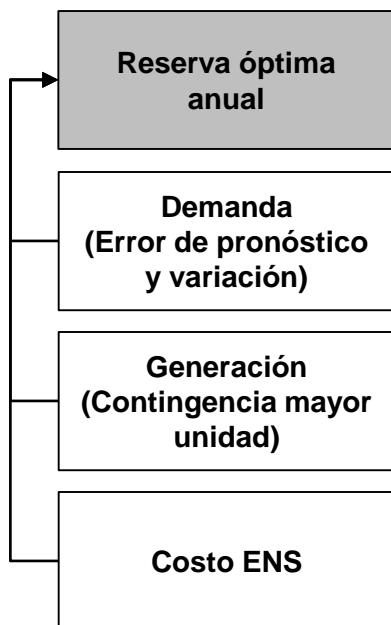 Reserva óptima
anual
Demanda
(Error de pronóstico
y variación)
Generación
(Contingencia mayor
unidad)
Costo ENS